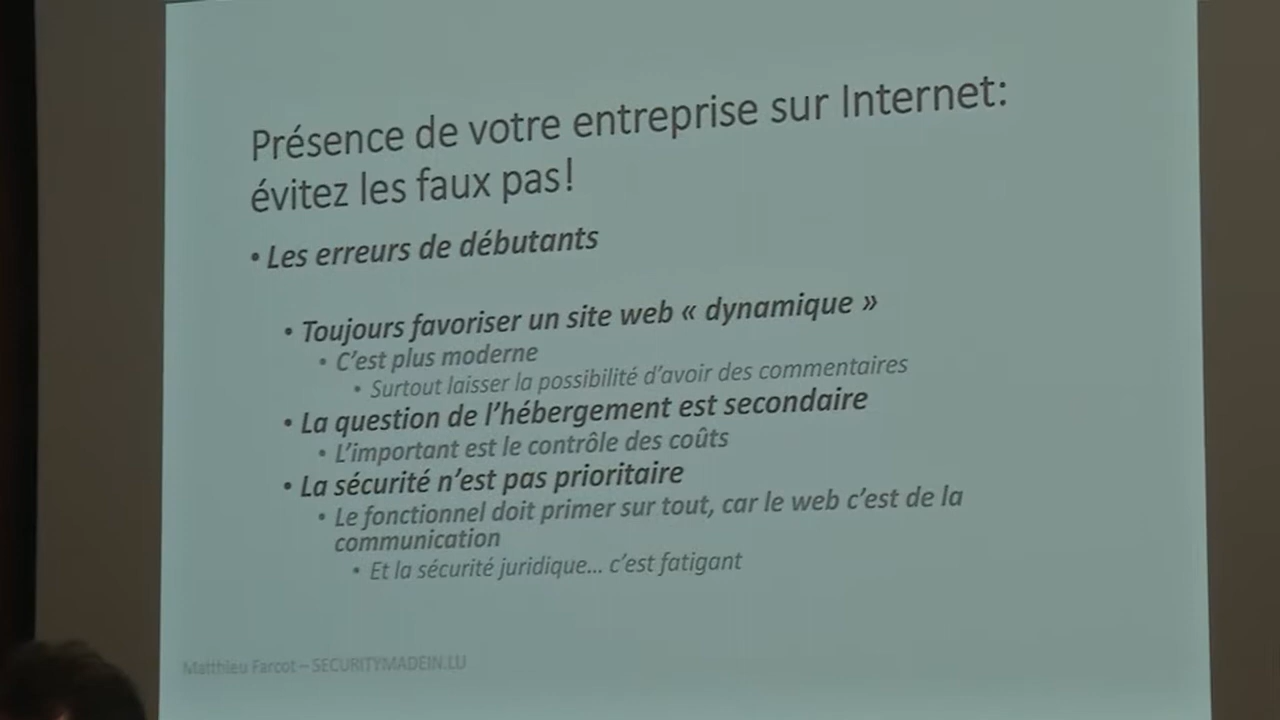 Présence de votre entreprise sur Internet:
évitez les faux pas!
• Les erreurs de débutants
• Toujours favoriser un site web « dynamique »
• C'est plus moderne
• Surtout laisser la possibilité d'avoir des commentaires
• La question de l'hébergement est secondaire
• L'important est le contrôle des coûts
• La sécurité n'est pas prioritaire
• Le fonctionnel doit primer sur tout, car le web c'est de la
communication
• Et la sécurité juridique... c'est fatigant
Matthieu Farcot – SECURITYMADEIN.LU